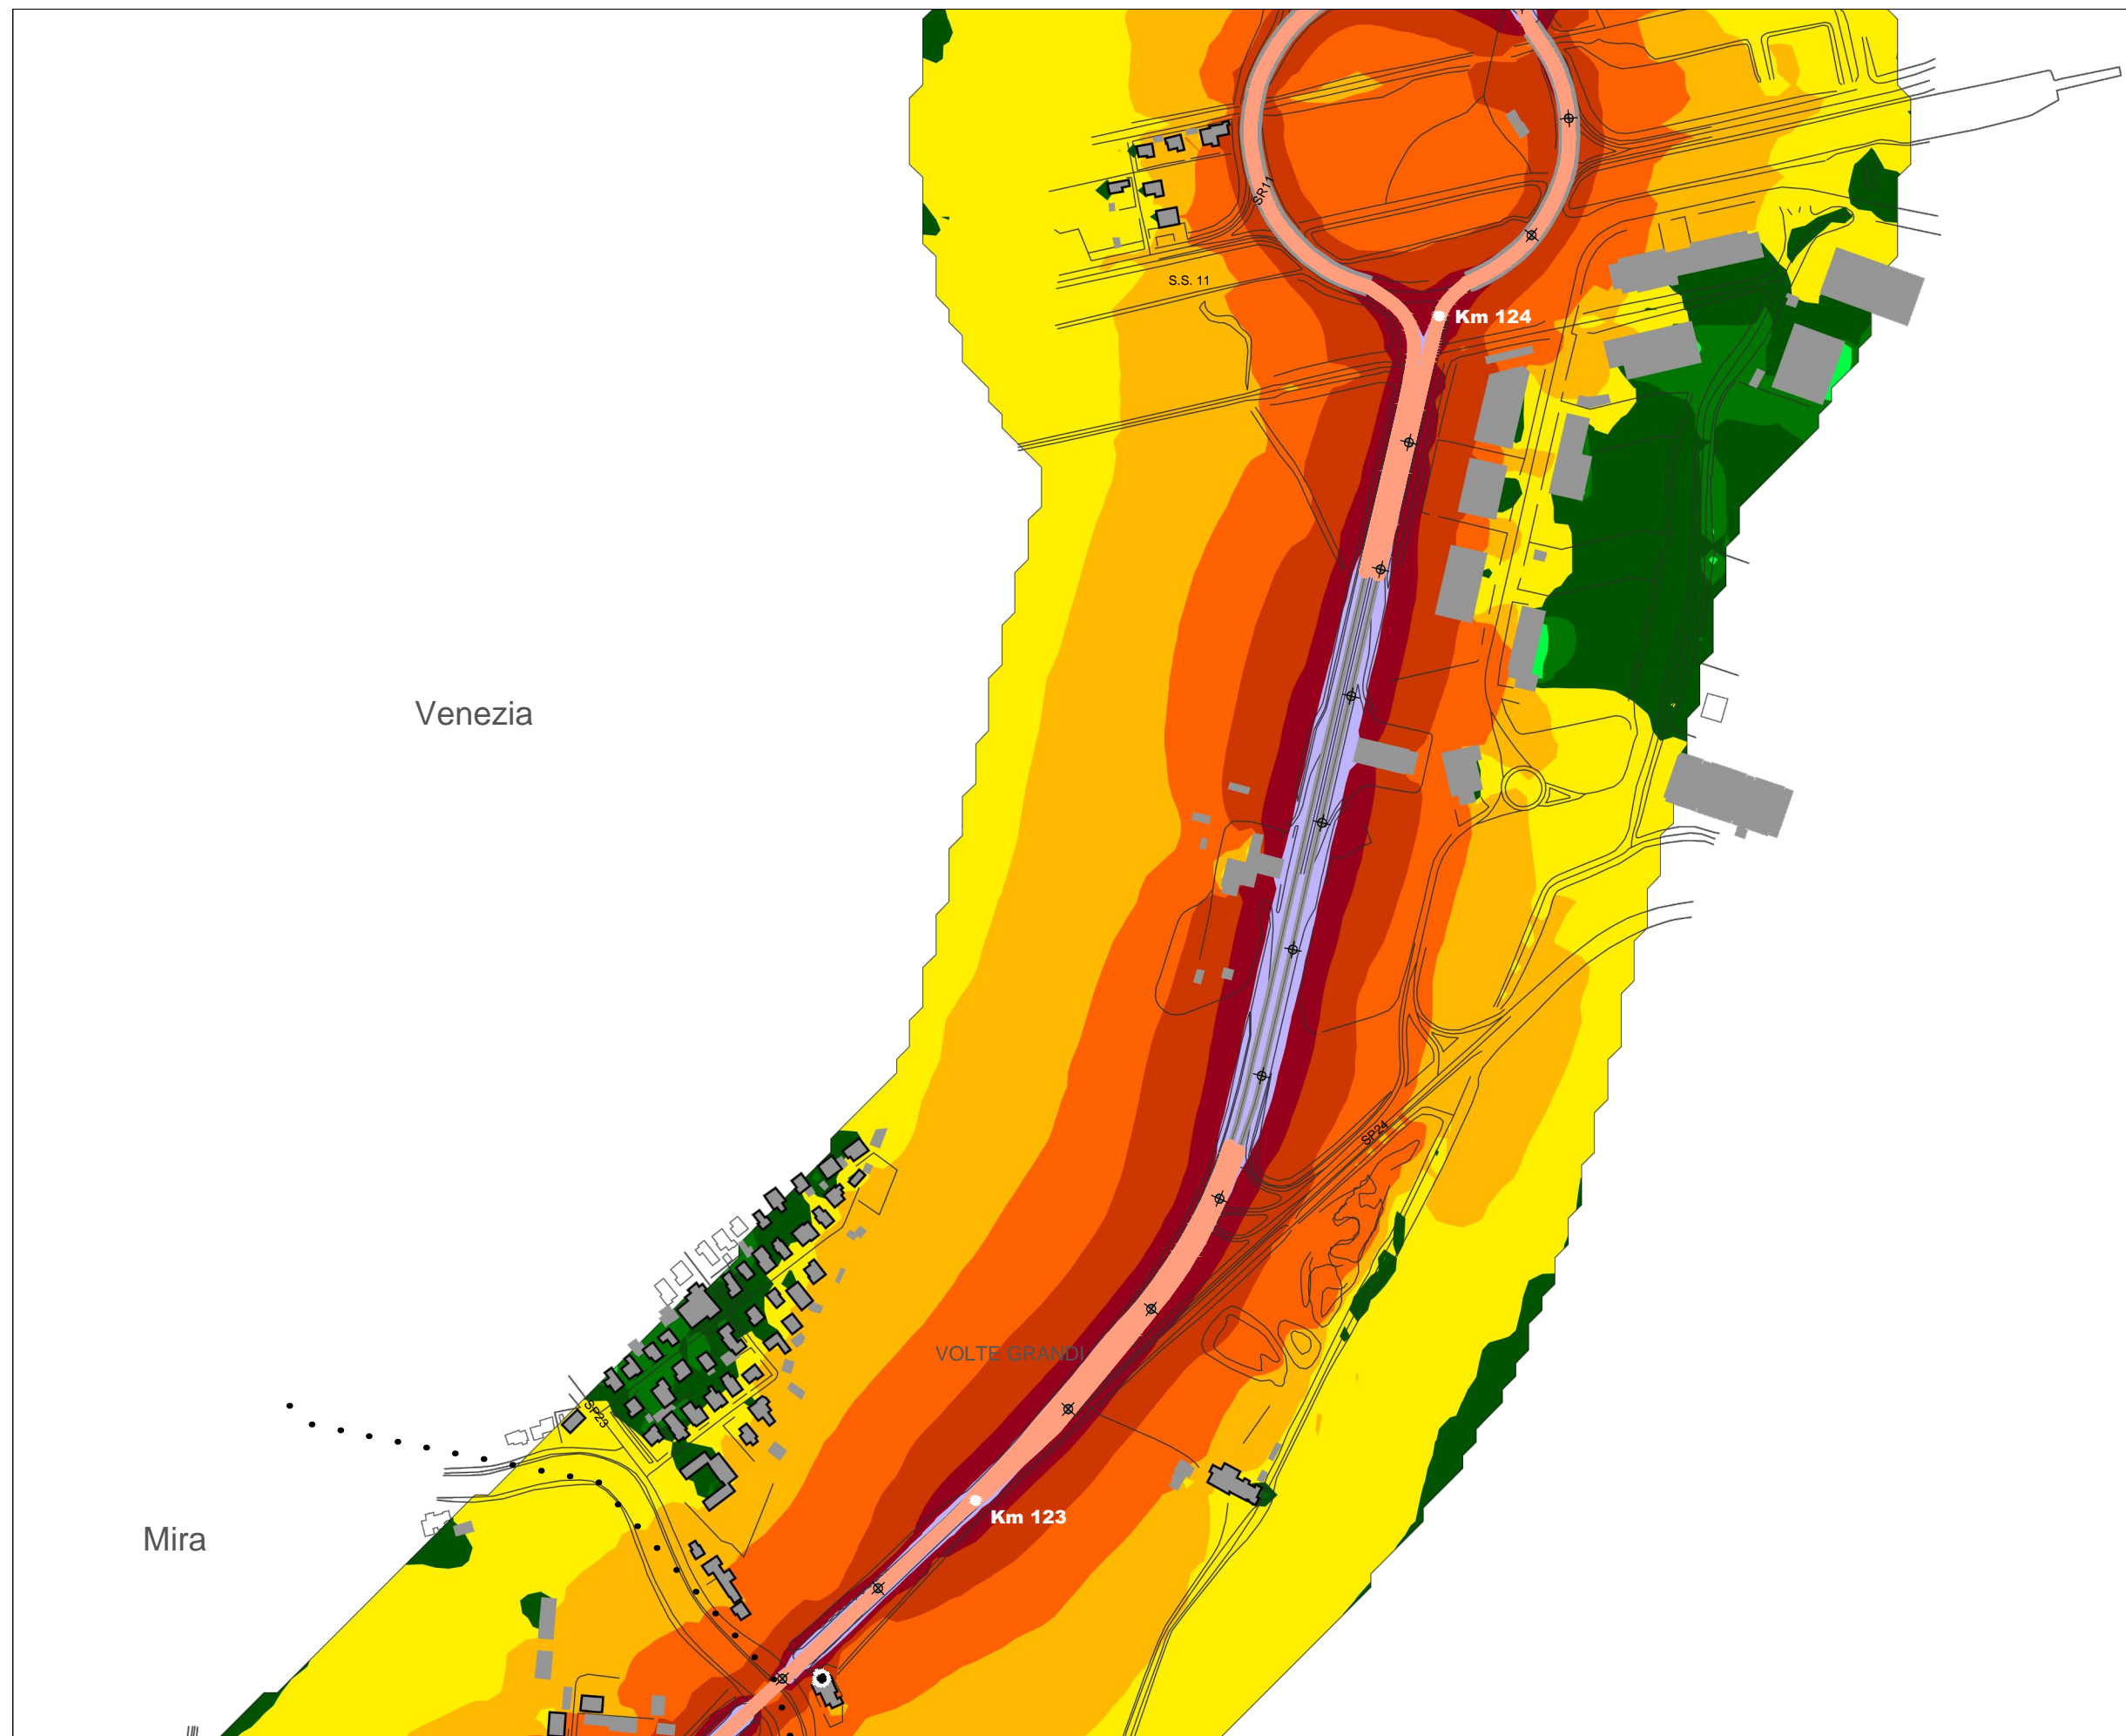 SR11
S.S. 11
Km 124
Venezia
SP24
VOLTE GRANDI
SP23
Km 123
Mira